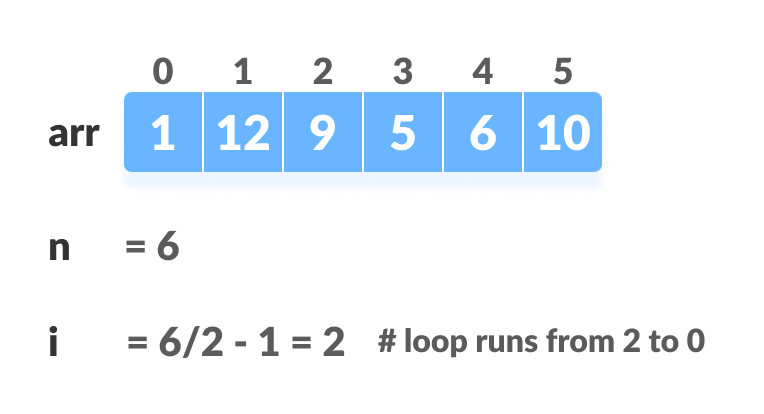 0 1 2 3 4 5
arr 1 12 9 5 6 10
n = 6
i = 6/2 - 1 = 2 # loop runs from 2 to 0